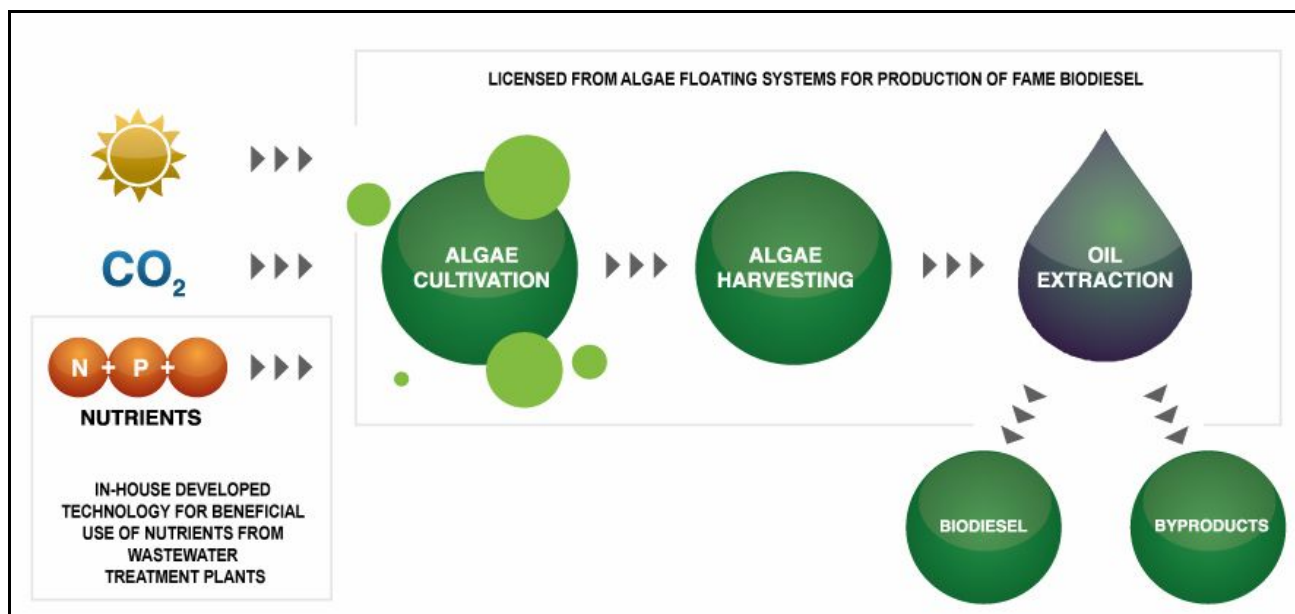 LICENSED FROM ALGAE FLOATING SYSTEMS FOR PRODUCTION OF FAME BIODIESEL
CO₂
N + P +
NUTRIENTS
IN-HOUSE DEVELOPED
TECHNOLOGY FOR BENEFICIAL
USE OF NUTRIENTS FROM
WASTEWATER
TREATMENT PLANTS
ALGAE
CULTIVATION
ALGAE
HARVESTING
OIL
EXTRACTION
BIODIESEL
BYPRODUCTS